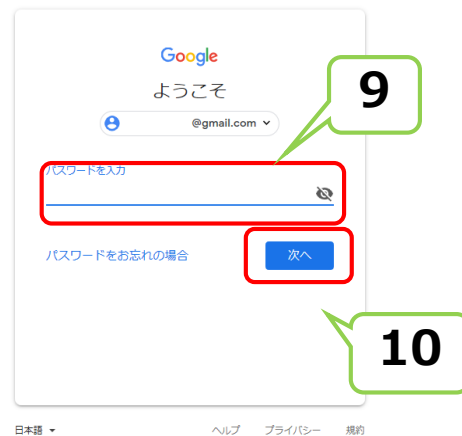 Google
ようこそ
@gmail.com
9
パスワードを入力
パスワードをお忘れの場合
次へ
10
日本語
ヘルプ
プライバシー
規約